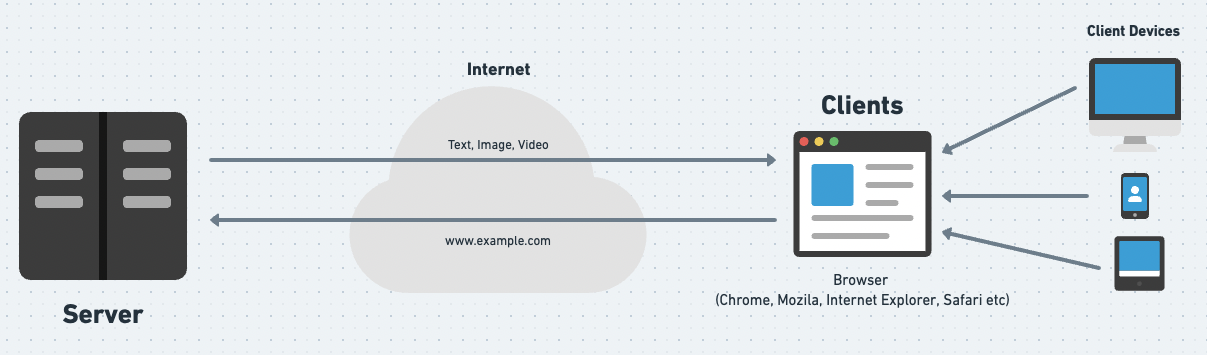 Client Devices
Internet
Clients
Text, Image, Video
www.example.com
Browser
(Chrome, Mozila, Internet Explorer, Safari etc)
Server